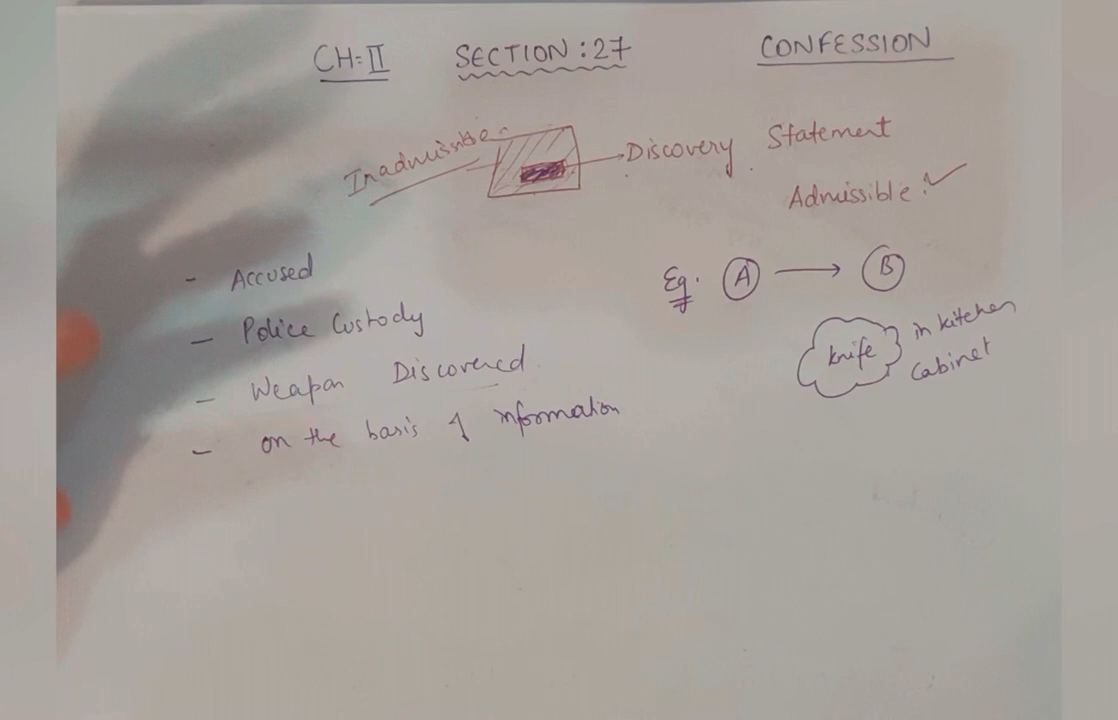 CH=II SECTION:27 CONFESSION
Inadmissible
Discovery Statement
Admissible. ✓
- Accused
- Police Custody
- Weapon Discovered
- on the basis of information
Eg. A → B
knife in kitchen
cabinet